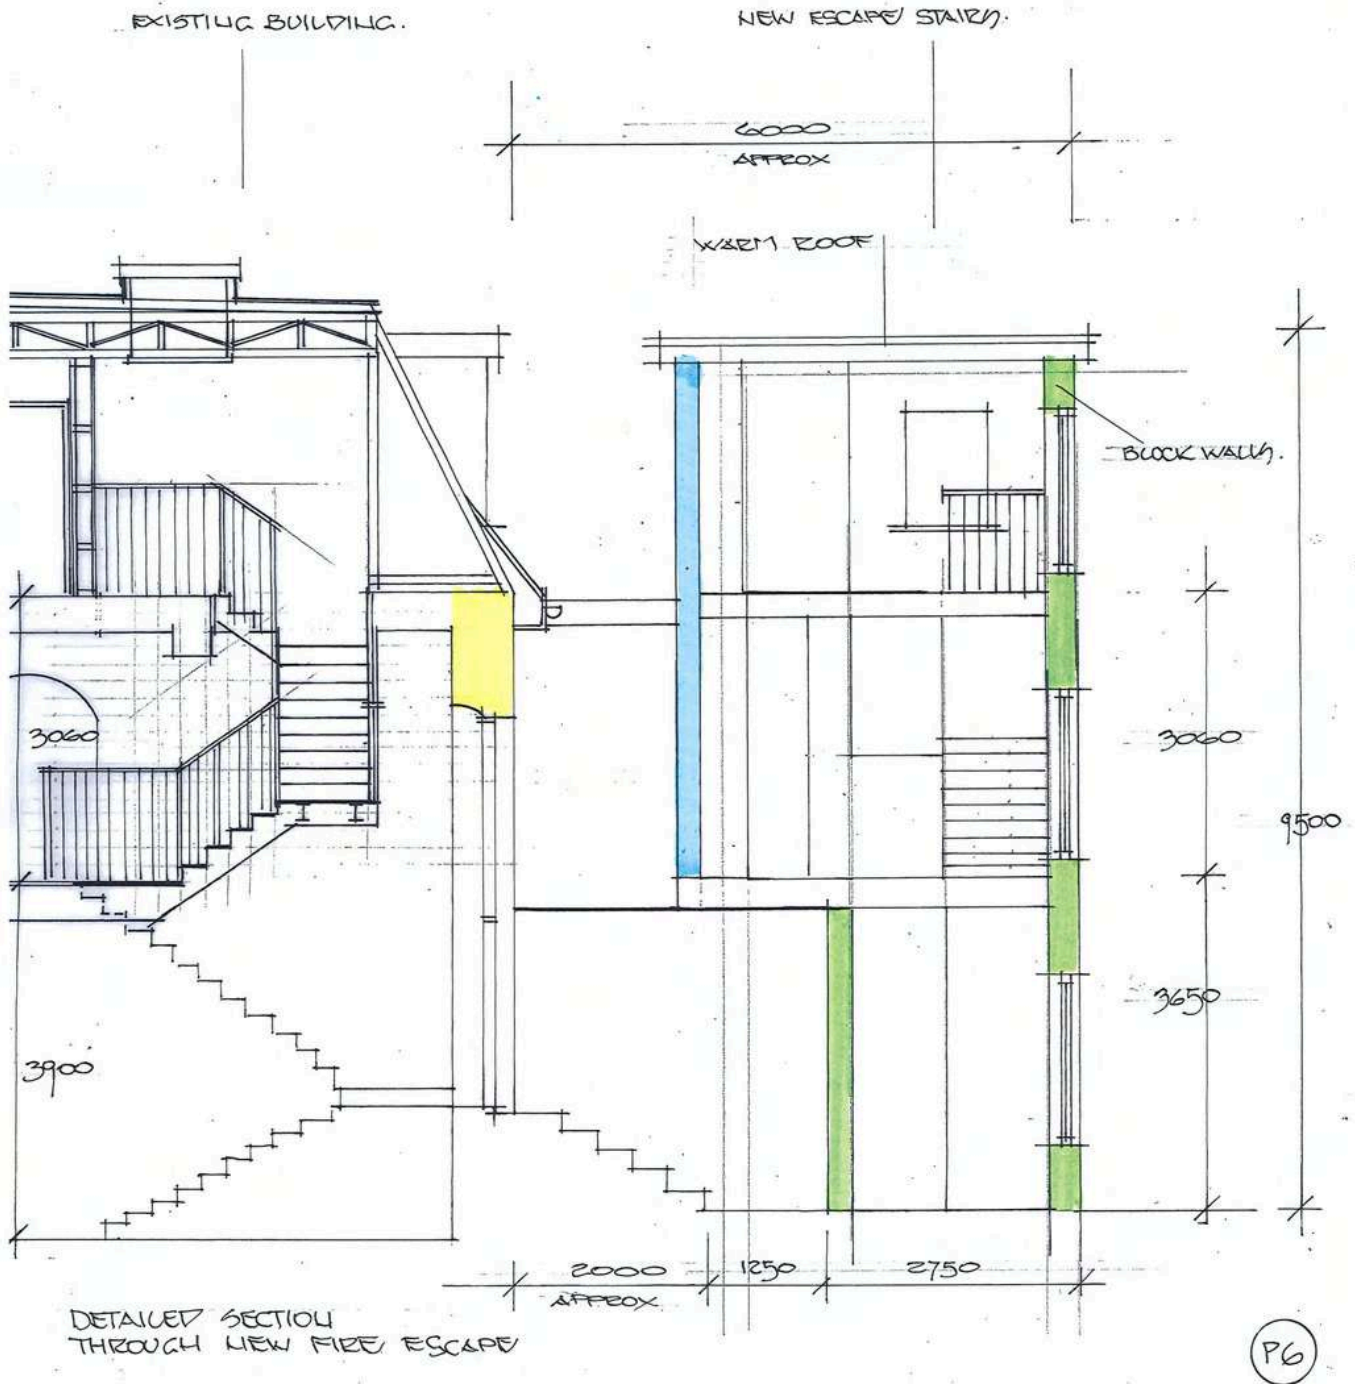 EXISTING BUILDING.
NEW ESCAPE STAIRS.
6000
APPROX
WARM ROOF
BLOCK WALLS.
3060
3060
9500
3650
3900
2000
1250
2750
APPROX
DETAILED SECTION
THROUGH NEW FIRE ESCAPE
P6